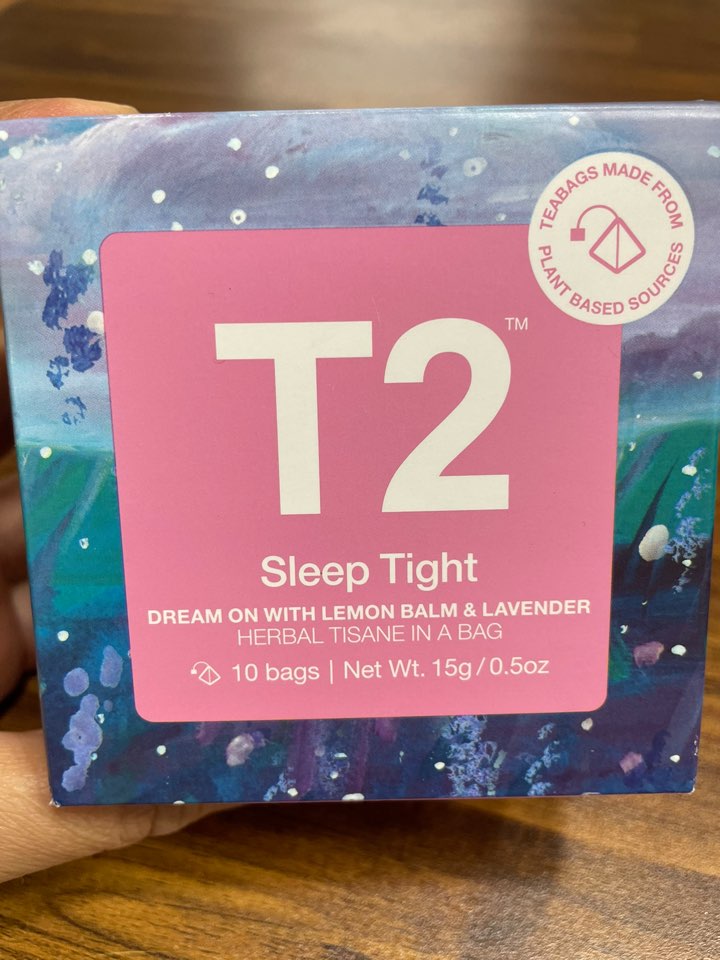 TEABAGS MADE FROM
PLANT BASED SOURCES
T2™
Sleep Tight
DREAM ON WITH LEMON BALM & LAVENDER
HERBAL TISANE IN A BAG
10 bags | Net Wt. 15g / 0.5oz